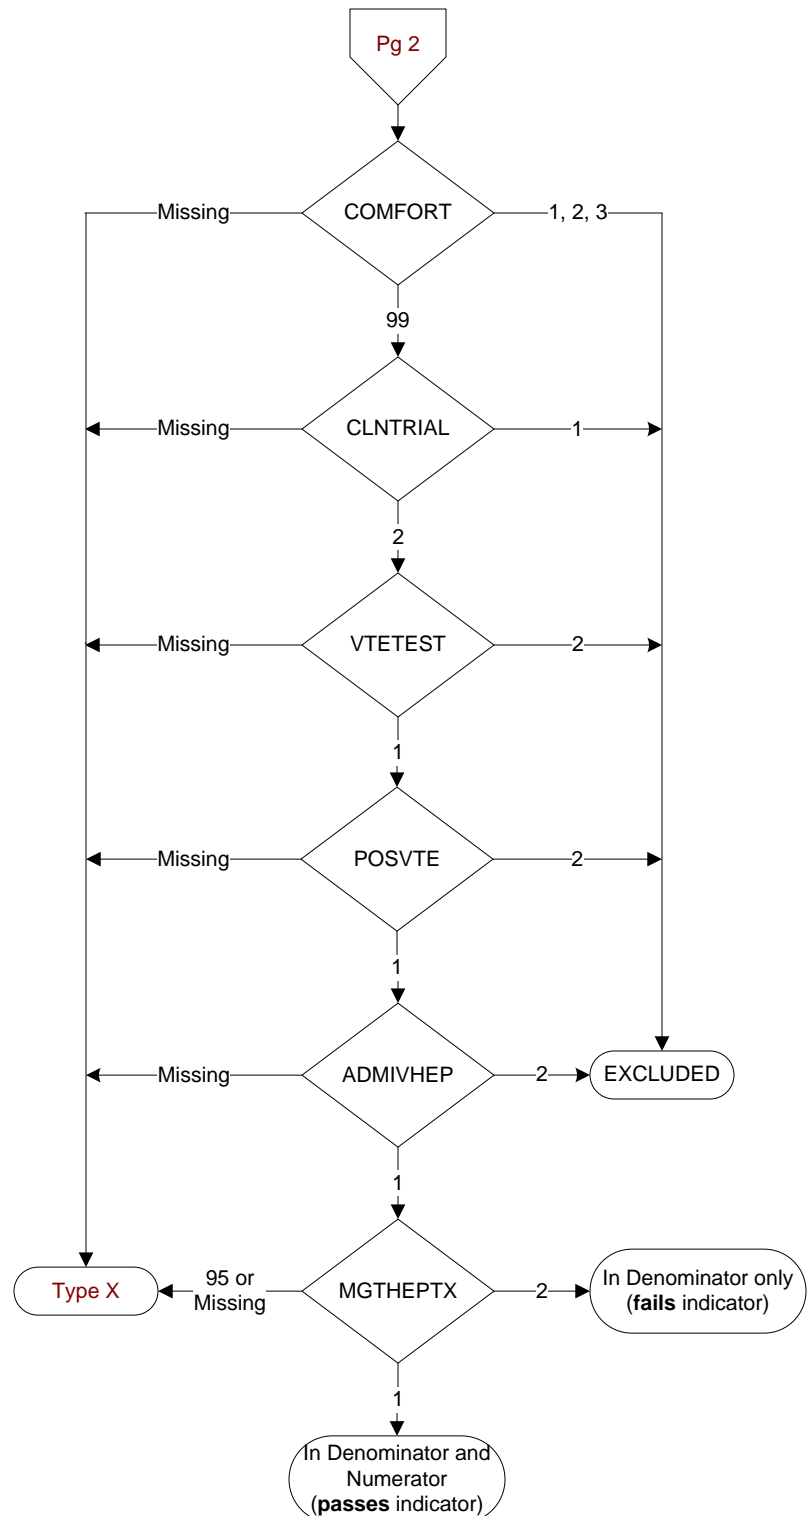 Pg 2
COMFORT
Missing
1, 2, 3
99
CLNTRIAL
Missing
1
2
VTETEST
Missing
2
1
POSVTE
Missing
2
1
ADMIVHEP
Missing
2
EXCLUDED
1
MGTHEPTX
95 or
Missing
Type X
2
In Denominator only
(fails indicator)
1
In Denominator and
Numerator
(passes indicator)